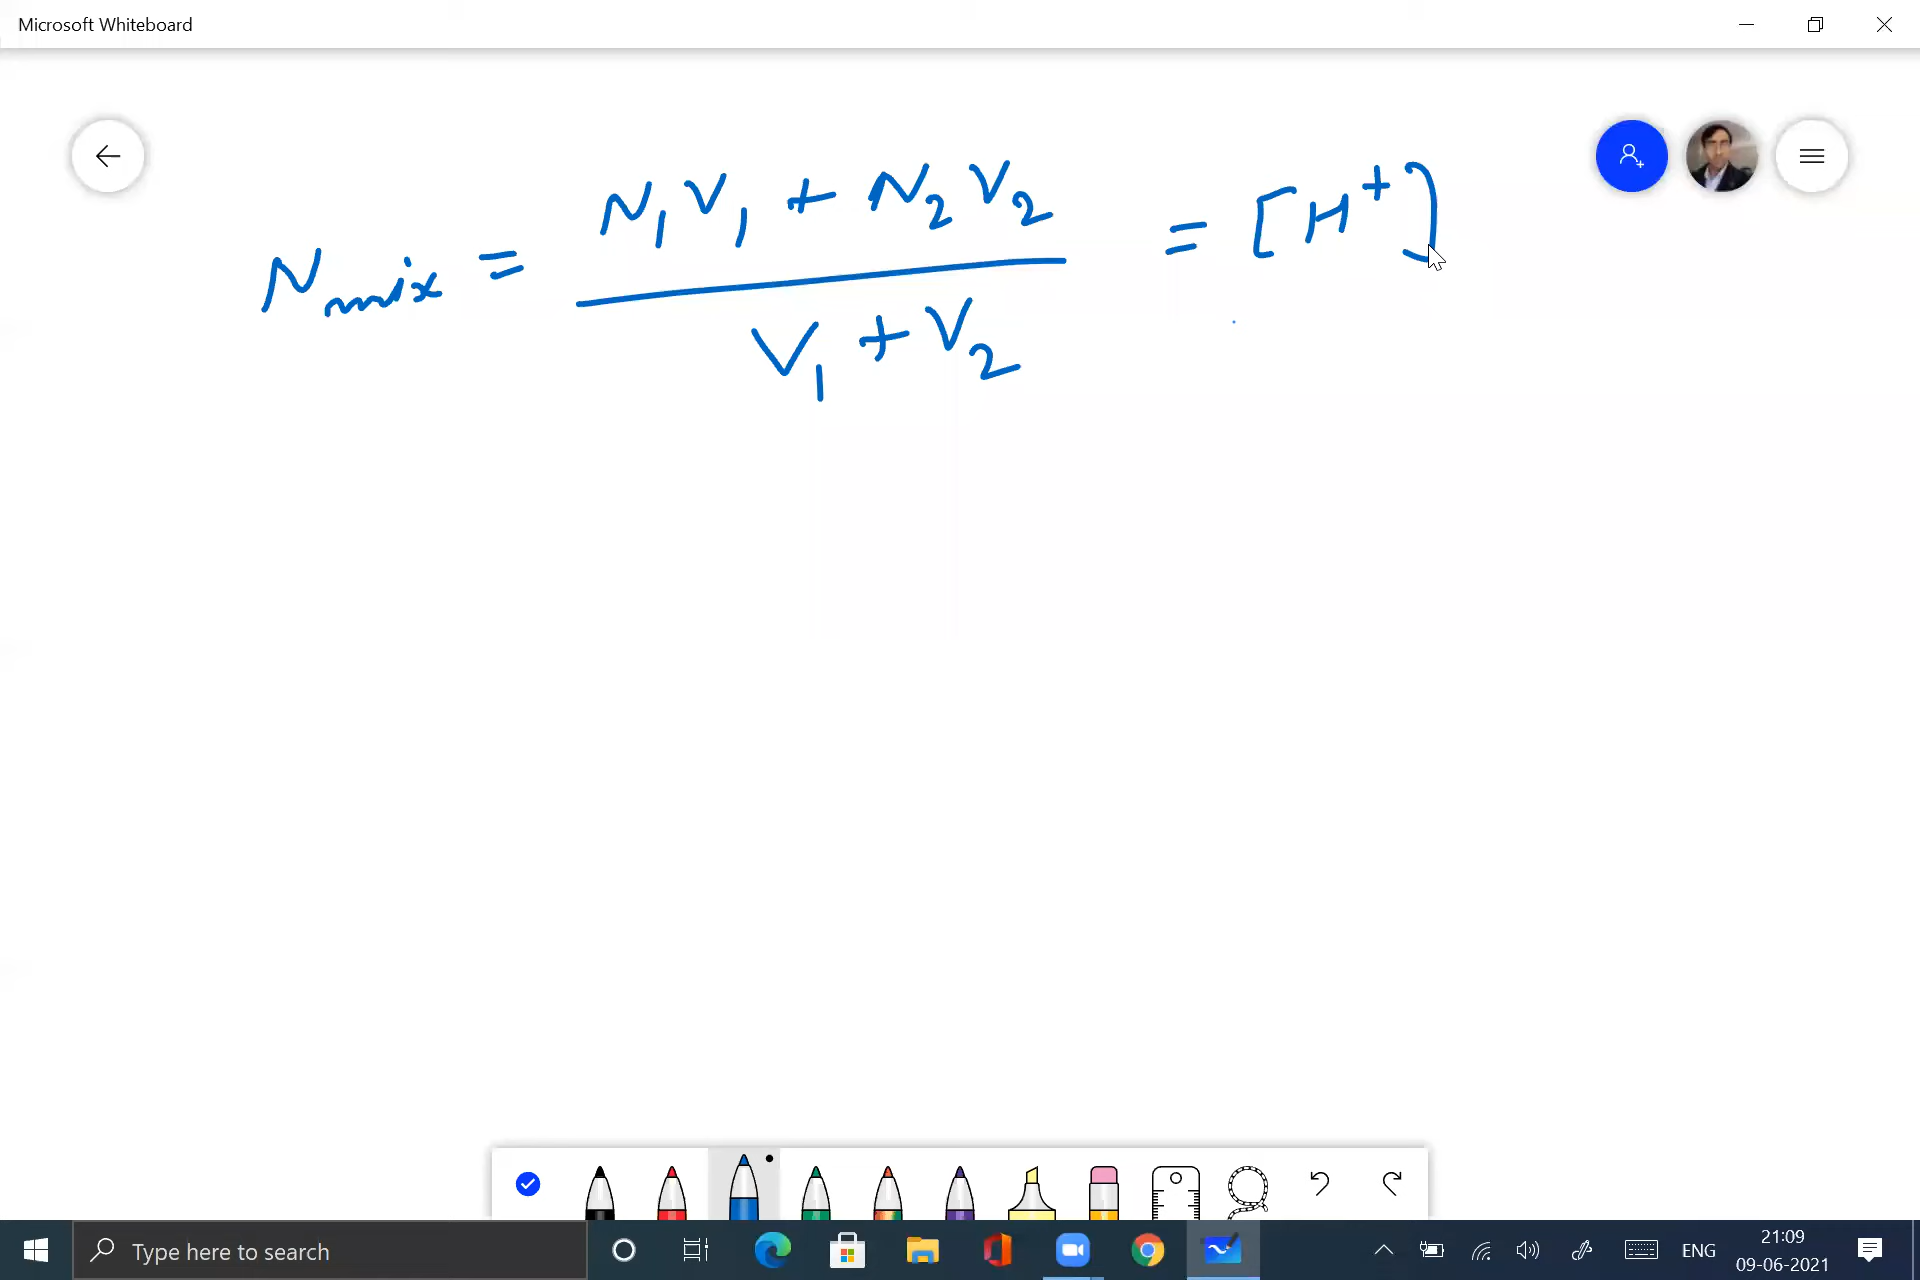 Microsoft Whiteboard
N₁V₁ + N₂V₂
N_mix = ―――――― = [H⁺]
V₁ + V₂
Type here to search
ENG
21:09
09-06-2021